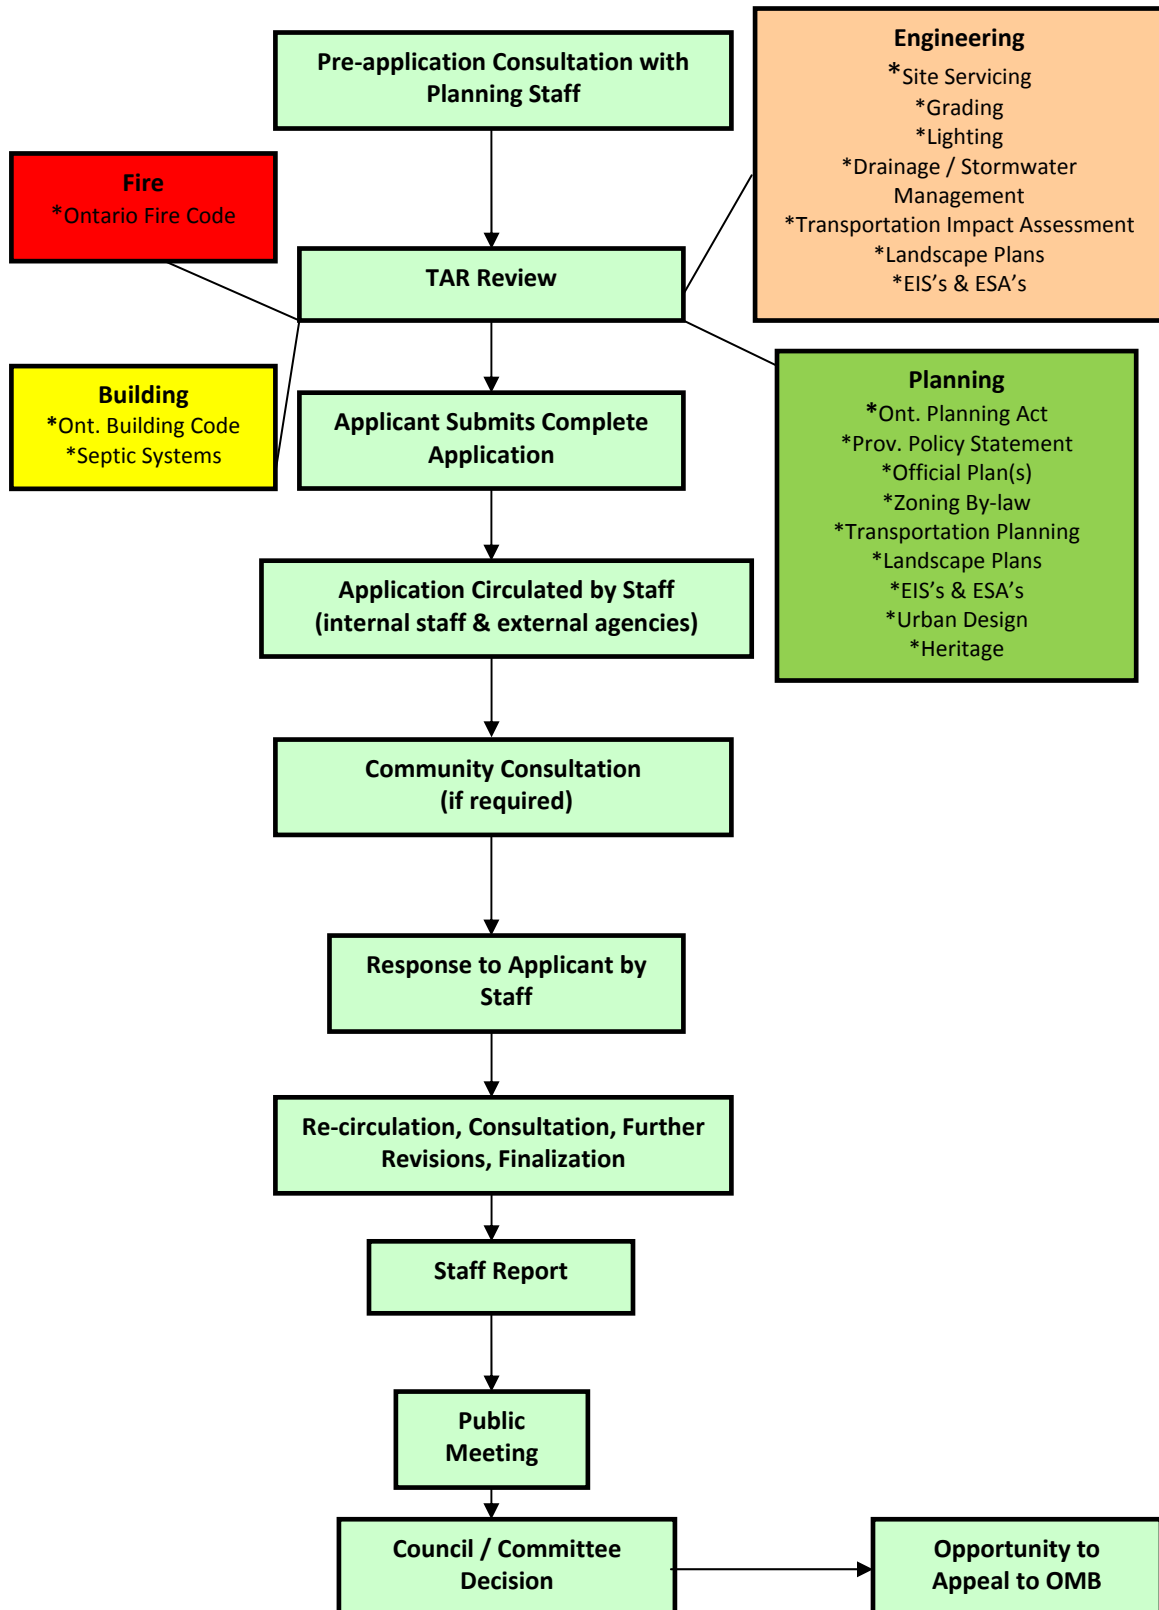 Pre-application Consultation with
Planning Staff
Engineering
*Site Servicing
*Grading
*Lighting
*Drainage / Stormwater
Management
*Transportation Impact Assessment
*Landscape Plans
*EIS’s & ESA’s
Fire
*Ontario Fire Code
TAR Review
Building
*Ont. Building Code
*Septic Systems
Applicant Submits Complete
Application
Planning
*Ont. Planning Act
*Prov. Policy Statement
*Official Plan(s)
*Zoning By-law
*Transportation Planning
*Landscape Plans
*EIS’s & ESA’s
*Urban Design
*Heritage
Application Circulated by Staff
(internal staff & external agencies)
Community Consultation
(if required)
Response to Applicant by
Staff
Re-circulation, Consultation, Further
Revisions, Finalization
Staff Report
Public
Meeting
Council / Committee
Decision
Opportunity to
Appeal to OMB